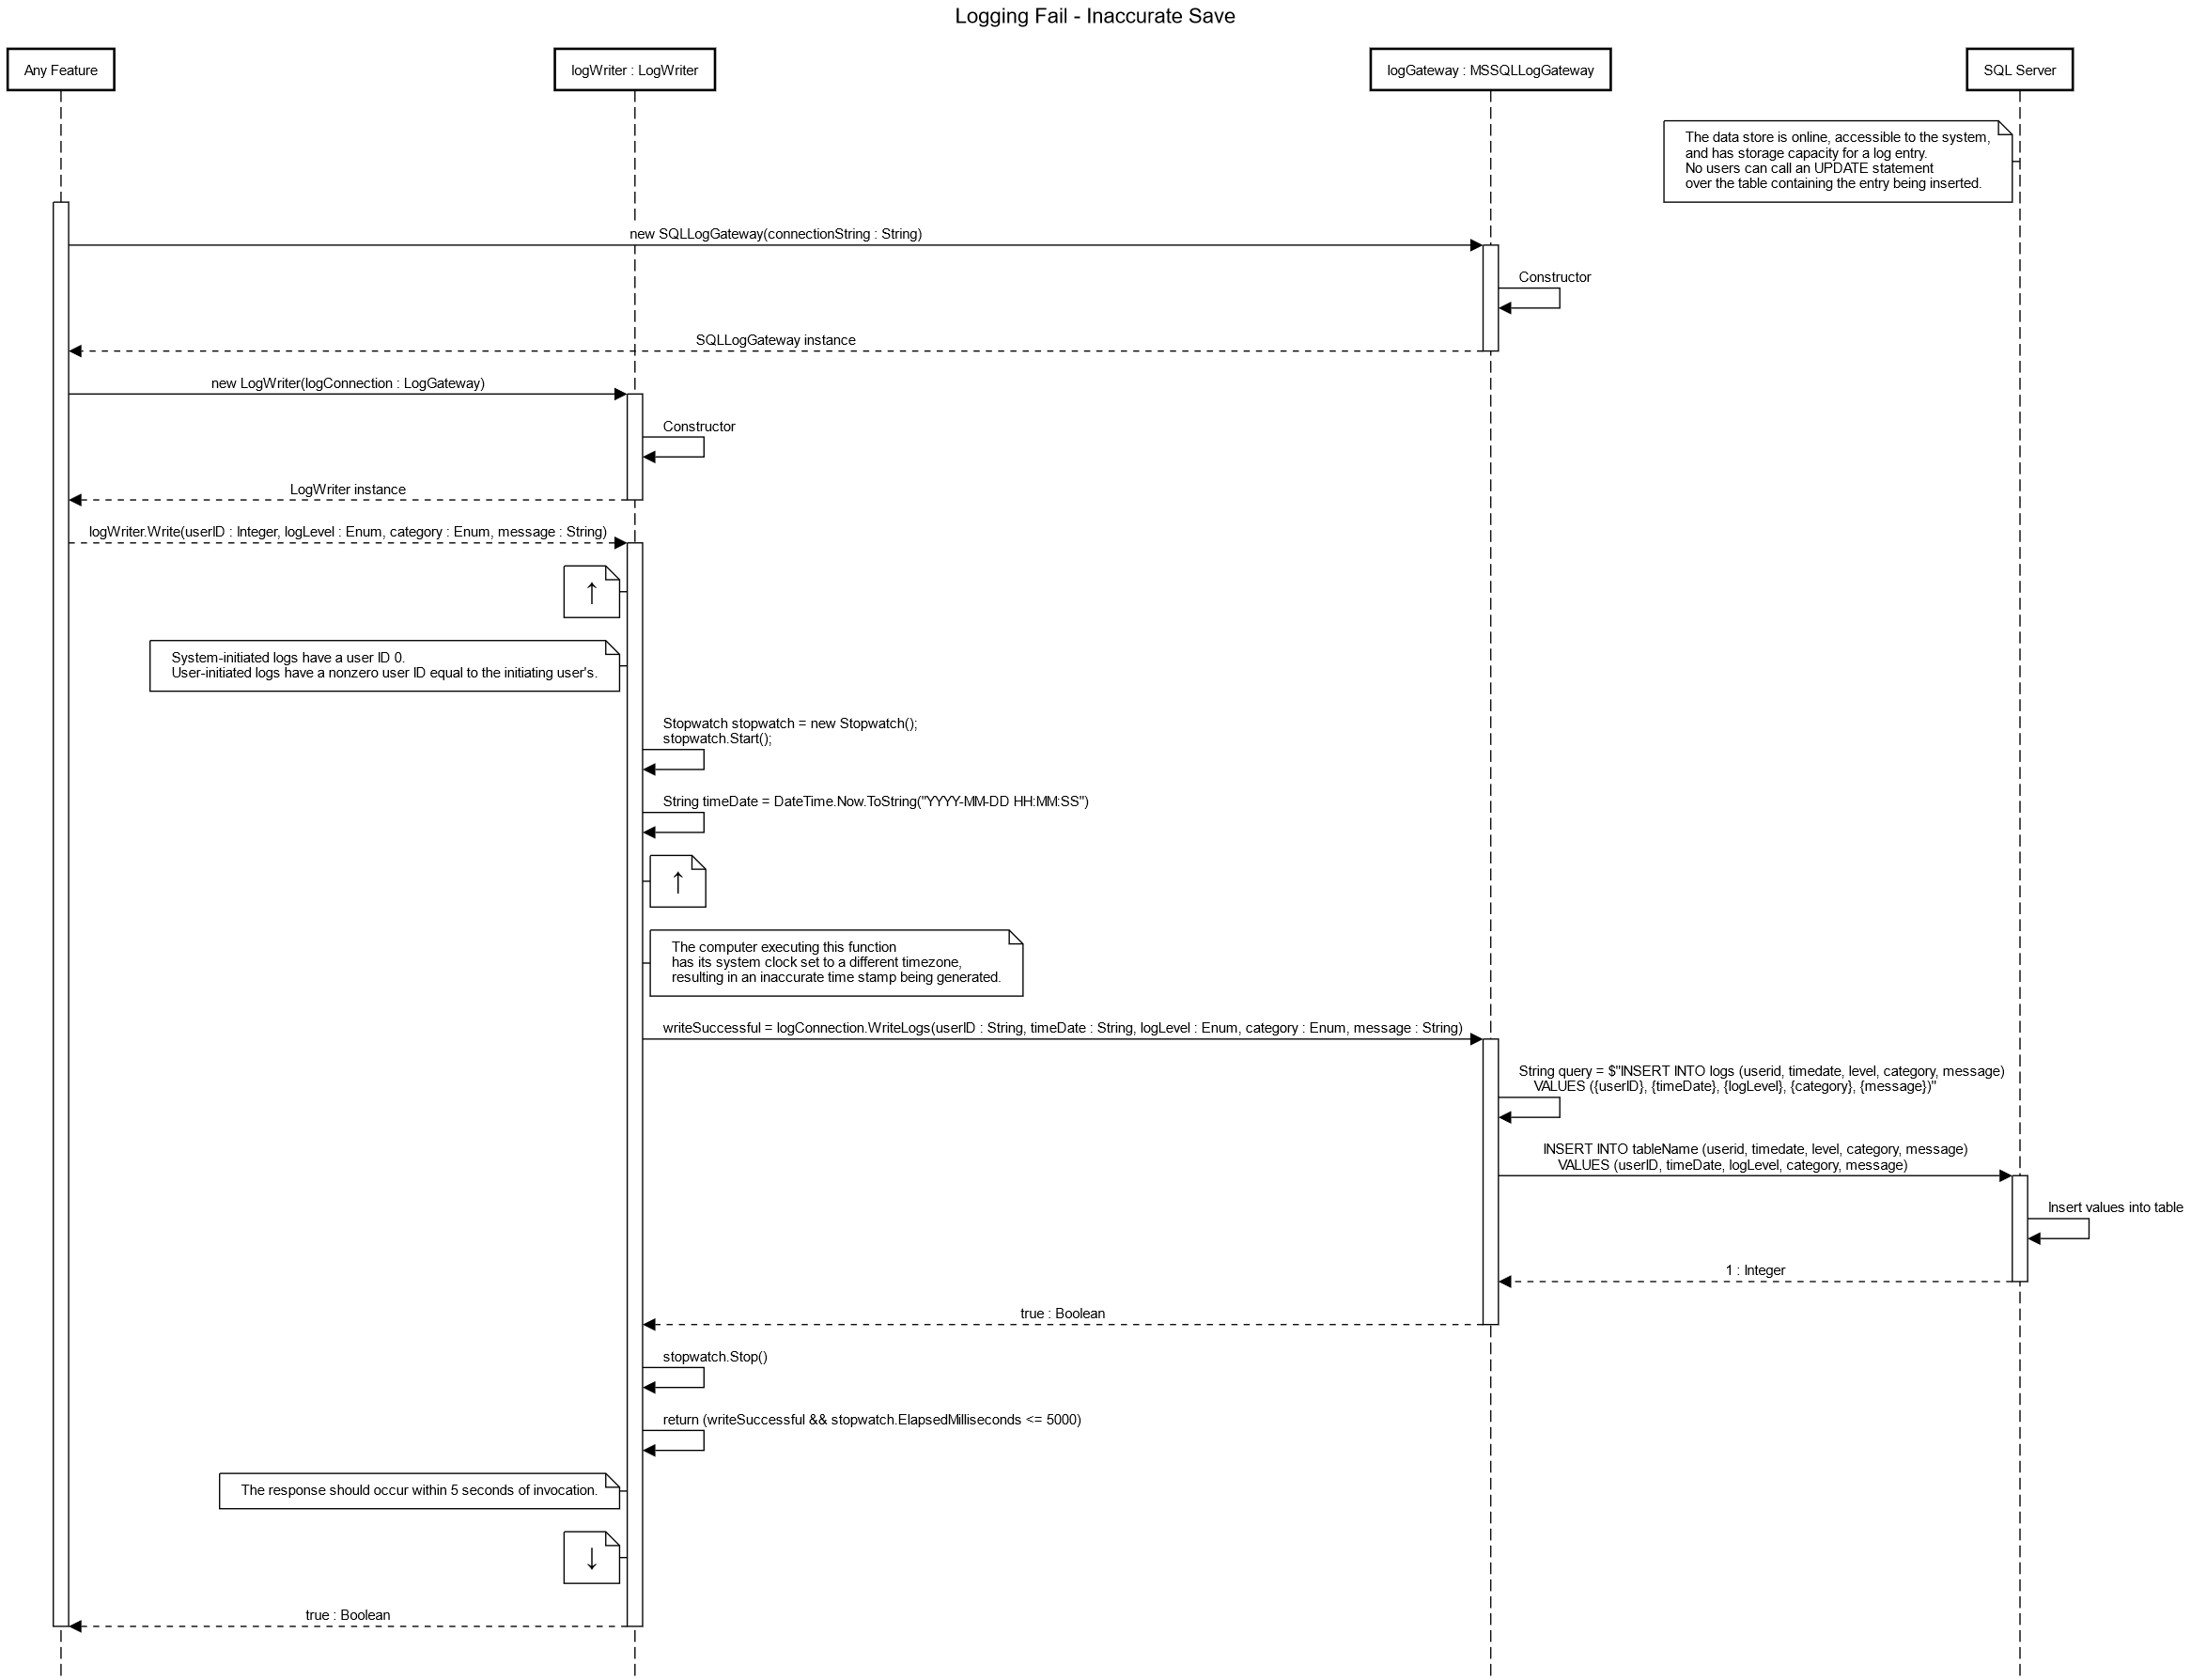 Logging Fail - Inaccurate Save
Any Feature
logWriter : LogWriter
logGateway : MSSQLLogGateway
SQL Server
The data store is online, accessible to the system,
and has storage capacity for a log entry.
No users can call an UPDATE statement
over the table containing the entry being inserted.
new SQLLogGateway(connectionString : String)
Constructor
SQLLogGateway instance
new LogWriter(logConnection : LogGateway)
Constructor
LogWriter instance
logWriter.Write(userID : Integer, logLevel : Enum, category : Enum, message : String)
↑
System-initiated logs have a user ID 0.
User-initiated logs have a nonzero user ID equal to the initiating user's.
Stopwatch stopwatch = new Stopwatch();
stopwatch.Start();
String timeDate = DateTime.Now.ToString("YYYY-MM-DD HH:MM:SS")
↑
The computer executing this function
has its system clock set to a different timezone,
resulting in an inaccurate time stamp being generated.
writeSuccessful = logConnection.WriteLogs(userID : String, timeDate : String, logLevel : Enum, category : Enum, message : String)
String query = $"INSERT INTO logs (userid, timedate, level, category, message)
VALUES ({userID}, {timeDate}, {logLevel}, {category}, {message})"
INSERT INTO tableName (userid, timedate, level, category, message)
VALUES (userID, timeDate, logLevel, category, message)
Insert values into table
1 : Integer
true : Boolean
stopwatch.Stop()
return (writeSuccessful && stopwatch.ElapsedMilliseconds <= 5000)
The response should occur within 5 seconds of invocation.
↓
true : Boolean